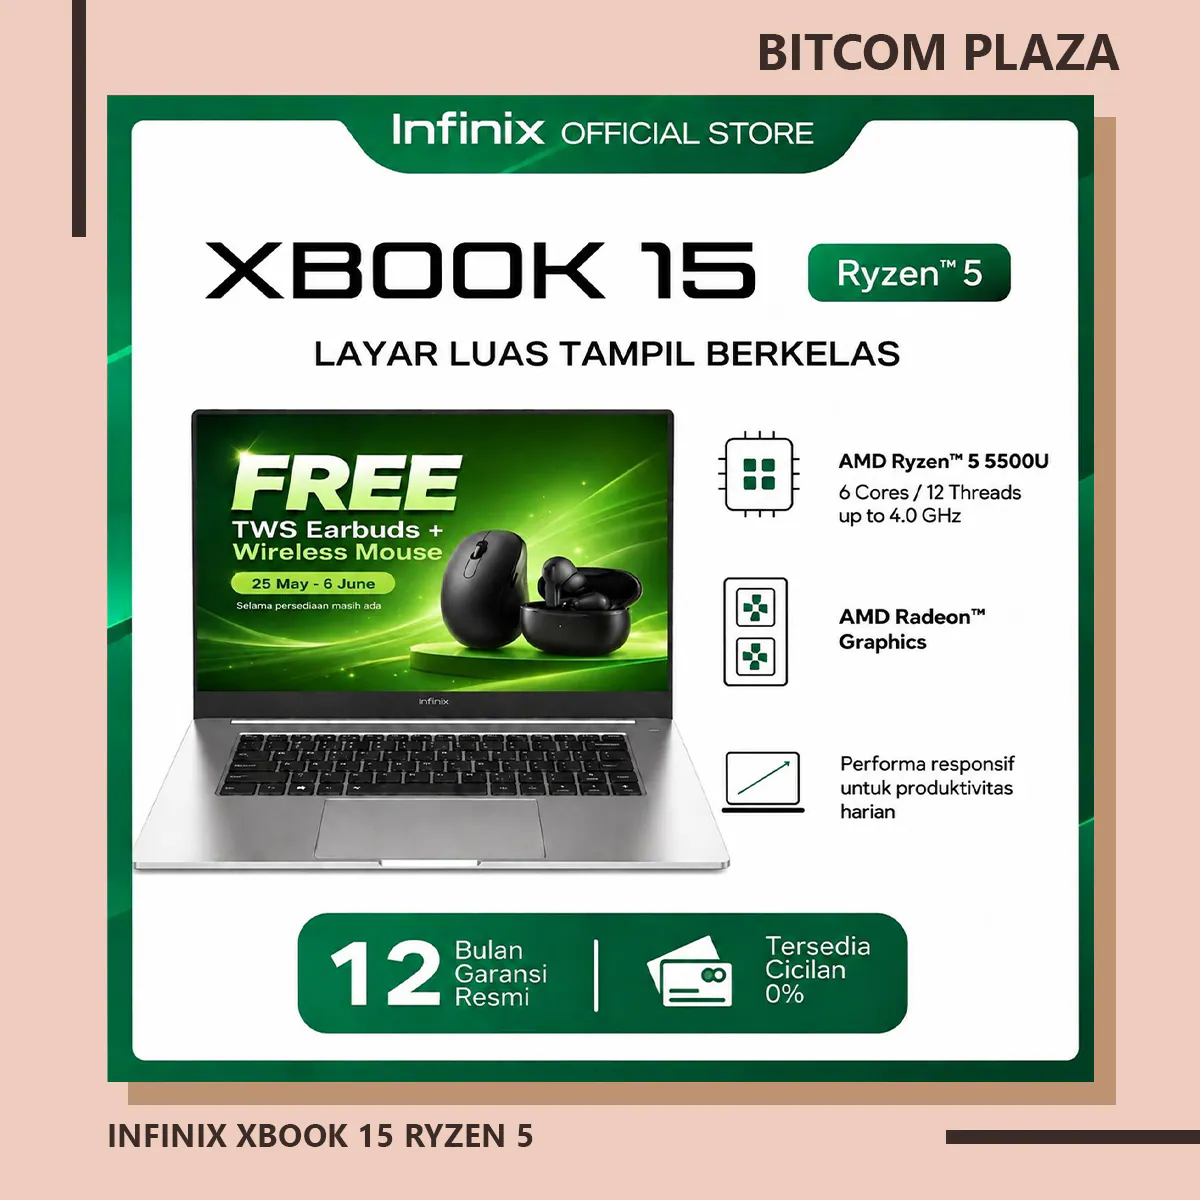 BITCOM PLAZA
Infinix OFFICIAL STORE
XBOOK 15
Ryzen™ 5
LAYAR LUAS TAMPIL BERKELAS
FREE
TWS Earbuds +
Wireless Mouse
25 May - 6 June
Selama persediaan masih ada
Infinix
AMD Ryzen™ 5 5500U
6 Cores / 12 Threads
up to 4.0 GHz
AMD Radeon™
Graphics
Performa responsif
untuk produktivitas
harian
12
Bulan
Garansi
Resmi
Tersedia
Cicilan
0%
INFINIX XBOOK 15 RYZEN 5